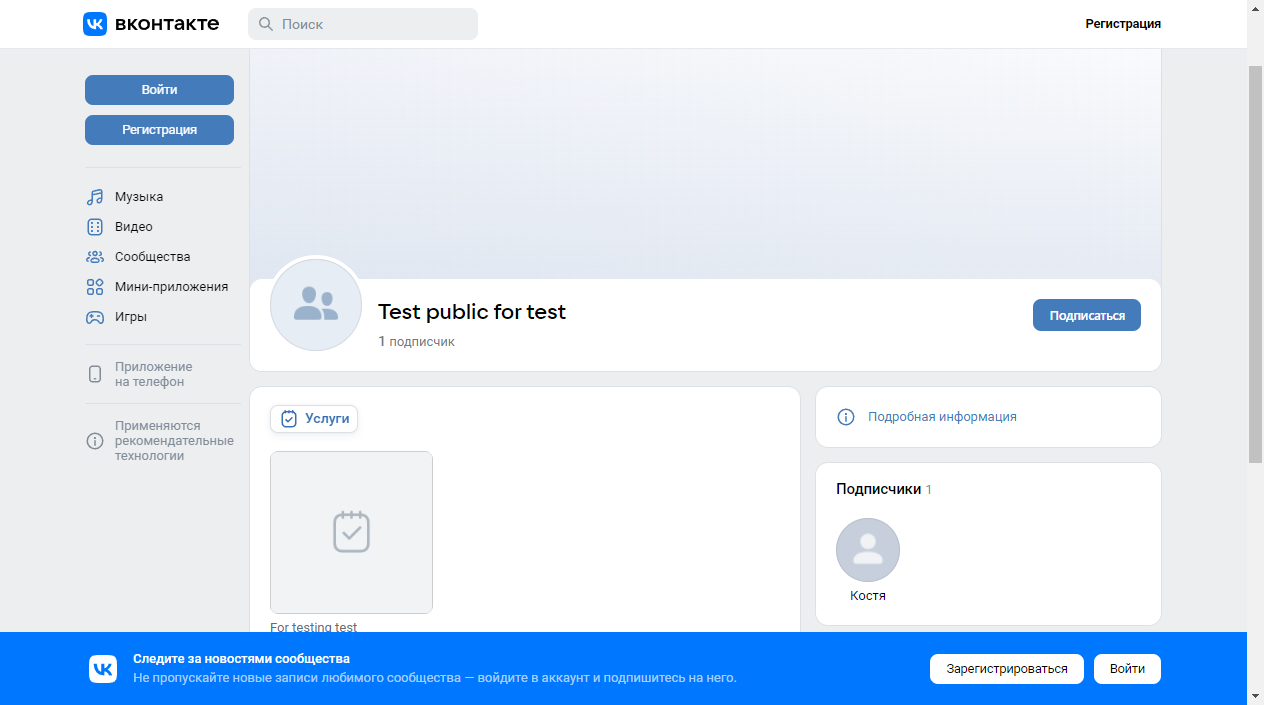 вконтакте
Поиск
Регистрация
Войти
Регистрация
Музыка
Видео
Сообщества
Мини-приложения
Игры
Приложение
на телефон
Применяются
рекомендательные
технологии
Test public for test
1 подписчик
Подписаться
Услуги
For testing test
Подробная информация
Подписчики 1
Костя
Следите за новостями сообщества
Не пропускайте новые записи любимого сообщества — войдите в аккаунт и подпишитесь на него.
Зарегистрироваться
Войти